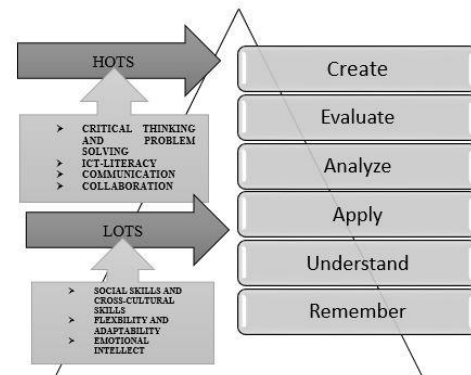 HOTS
CRITICAL THINKING
AND PROBLEM
SOLVING
ICT-LITERACY
COMMUNICATION
COLLABORATION
LOTS
SOCIAL SKILLS AND
CROSS-CULTURAL
SKILLS
FLEXBILITY AND
ADAPTABILITY
EMOTIONAL
INTELLECT
Create
Evaluate
Analyze
Apply
Understand
Remember